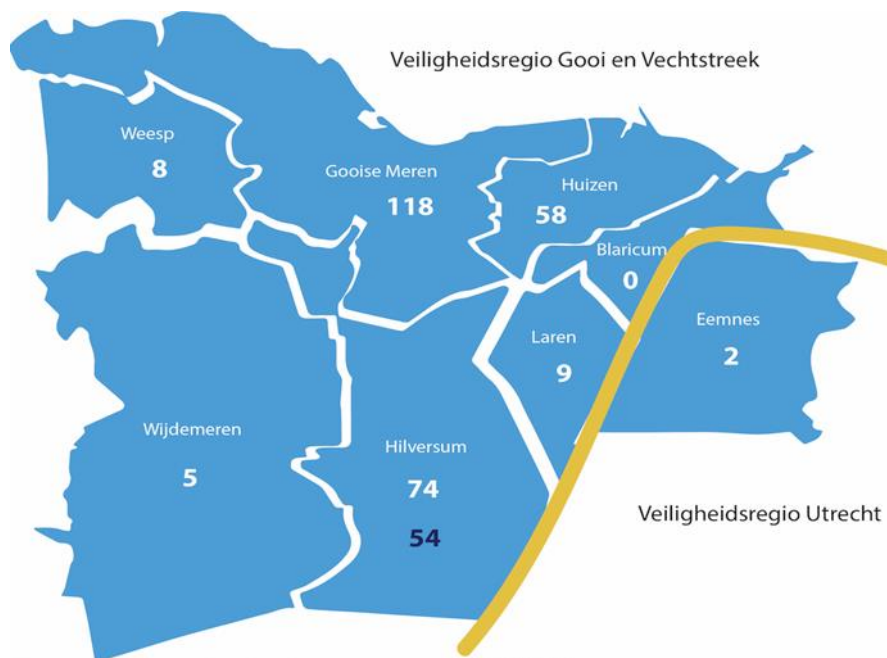 Veiligheidsregio Gooi en Vechtstreek
Weesp
8
Gooise Meren
118
Huizen
58
Blaricum
0
Eemnes
2
Laren
9
Wijdemeren
5
Hilversum
74
54
Veiligheidsregio Utrecht